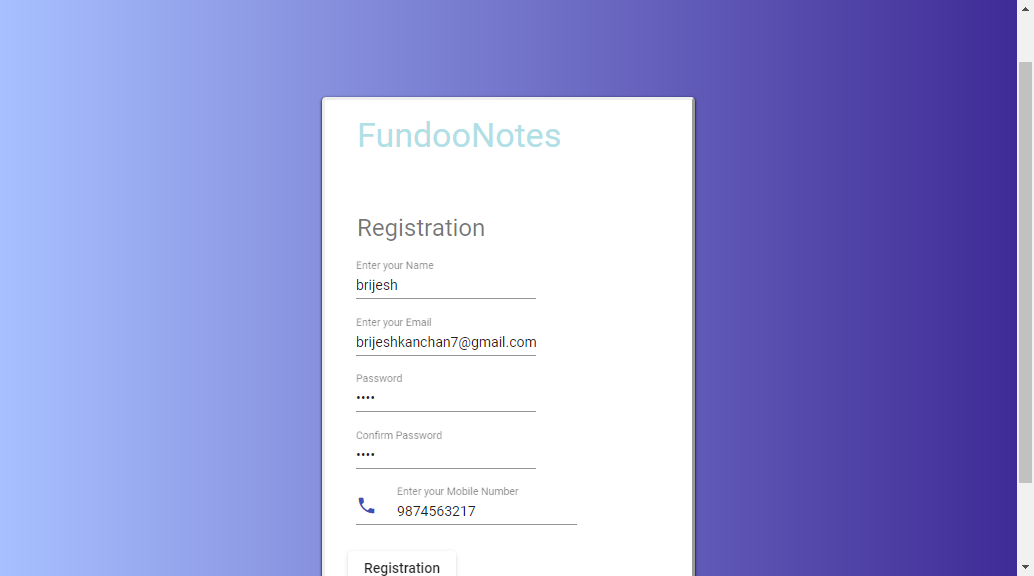 FundooNotes
Registration
Enter your Name
brijesh
Enter your Email
brijeshkanchan7@gmail.com
Password
••••
Confirm Password
••••
Enter your Mobile Number
9874563217
Registration